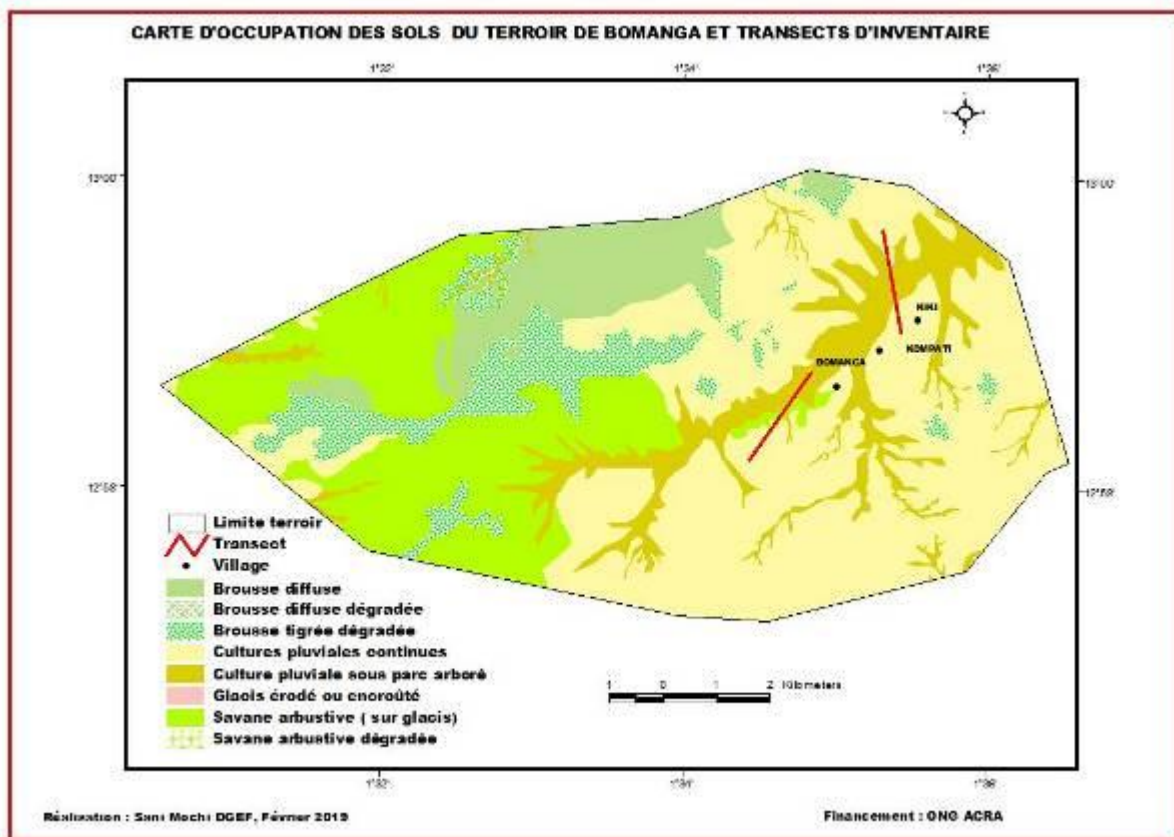 CARTE D'OCCUPATION DES SOLS DU TERROIR DE BOMANGA ET TRANSECTS D'INVENTAIRE
1°32' 1°34' 1°36'
13°00' 13°00'
KOMPATI
BOMANGA
12°58' 12°58'
Limite terroir
Transect
Village
Brousse diffuse
Brousse diffuse dégradée
Brousse tigrée dégradée
Cultures pluviales continues
Culture pluviale sous parc arboré
Glacis érodé ou encroûté
Savane arbustive ( sur glacis)
Savane arbustive dégradée
1 0 1 2 Kilometers
1°32' 1°34' 1°36'
Réalisation : Sani Mochi DGEF, Février 2019 Financement : ONG ACRA